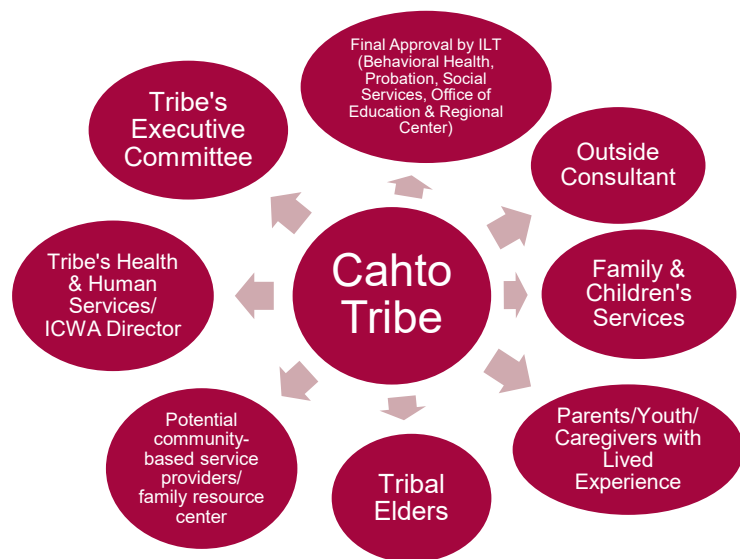 Final Approval by ILT
(Behavioral Health,
Probation, Social
Services, Office of
Education & Regional
Center)
Tribe's
Executive
Committee
Outside
Consultant
Cahto
Tribe
Tribe's Health
& Human
Services/
ICWA Director
Family &
Children's
Services
Potential
community-
based service
providers/
family resource
center
Tribal
Elders
Parents/Youth/
Caregivers with
Lived
Experience